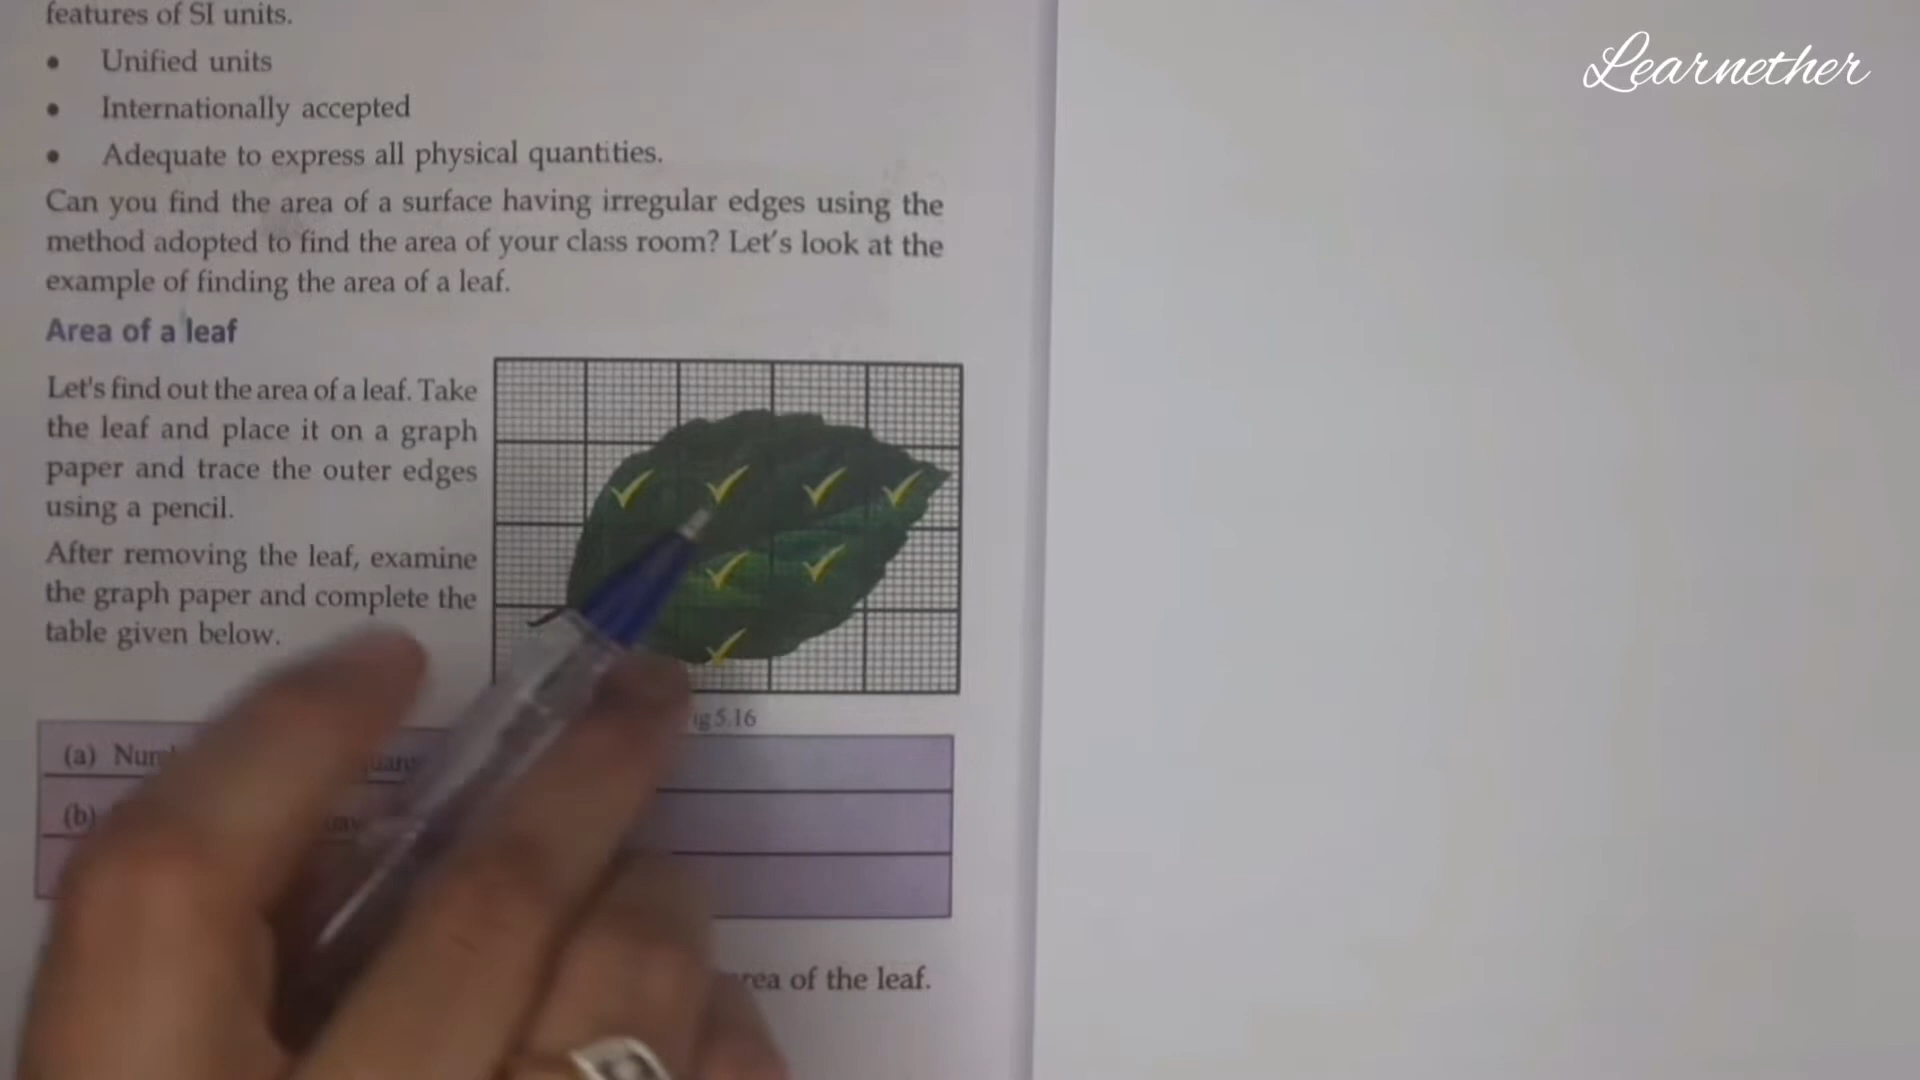 features of SI units.
• Unified units
• Internationally accepted
• Adequate to express all physical quantities.
Can you find the area of a surface having irregular edges using the
method adopted to find the area of your class room? Let's look at the
example of finding the area of a leaf.
Area of a leaf
Let's find out the area of a leaf. Take
the leaf and place it on a graph
paper and trace the outer edges
using a pencil.
After removing the leaf, examine
the graph paper and complete the
table given below.
5.16
(a)
(b)
of the leaf.
Learnether